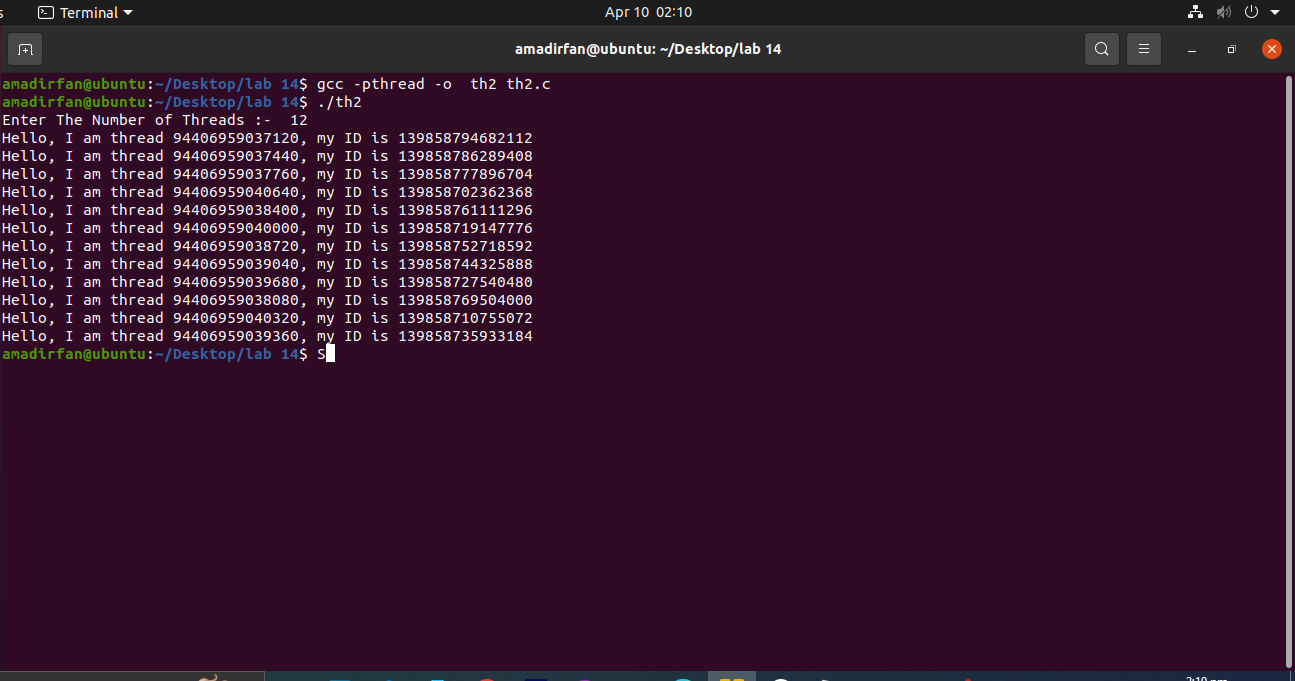 Terminal
Apr 10 02:10
amadirfan@ubuntu: ~/Desktop/lab 14
amadirfan@ubuntu:~/Desktop/lab 14$ gcc -pthread -o  th2 th2.c
amadirfan@ubuntu:~/Desktop/lab 14$ ./th2
Enter The Number of Threads :-  12
Hello, I am thread 94406959037120, my ID is 139858794682112
Hello, I am thread 94406959037440, my ID is 139858786289408
Hello, I am thread 94406959037760, my ID is 139858777896704
Hello, I am thread 94406959040640, my ID is 139858702362368
Hello, I am thread 94406959038400, my ID is 139858761111296
Hello, I am thread 94406959040000, my ID is 139858719147776
Hello, I am thread 94406959038720, my ID is 139858752718592
Hello, I am thread 94406959039040, my ID is 139858744325888
Hello, I am thread 94406959039680, my ID is 139858727540480
Hello, I am thread 94406959038080, my ID is 139858769504000
Hello, I am thread 94406959040320, my ID is 139858710755072
Hello, I am thread 94406959039360, my ID is 139858735933184
amadirfan@ubuntu:~/Desktop/lab 14$ S